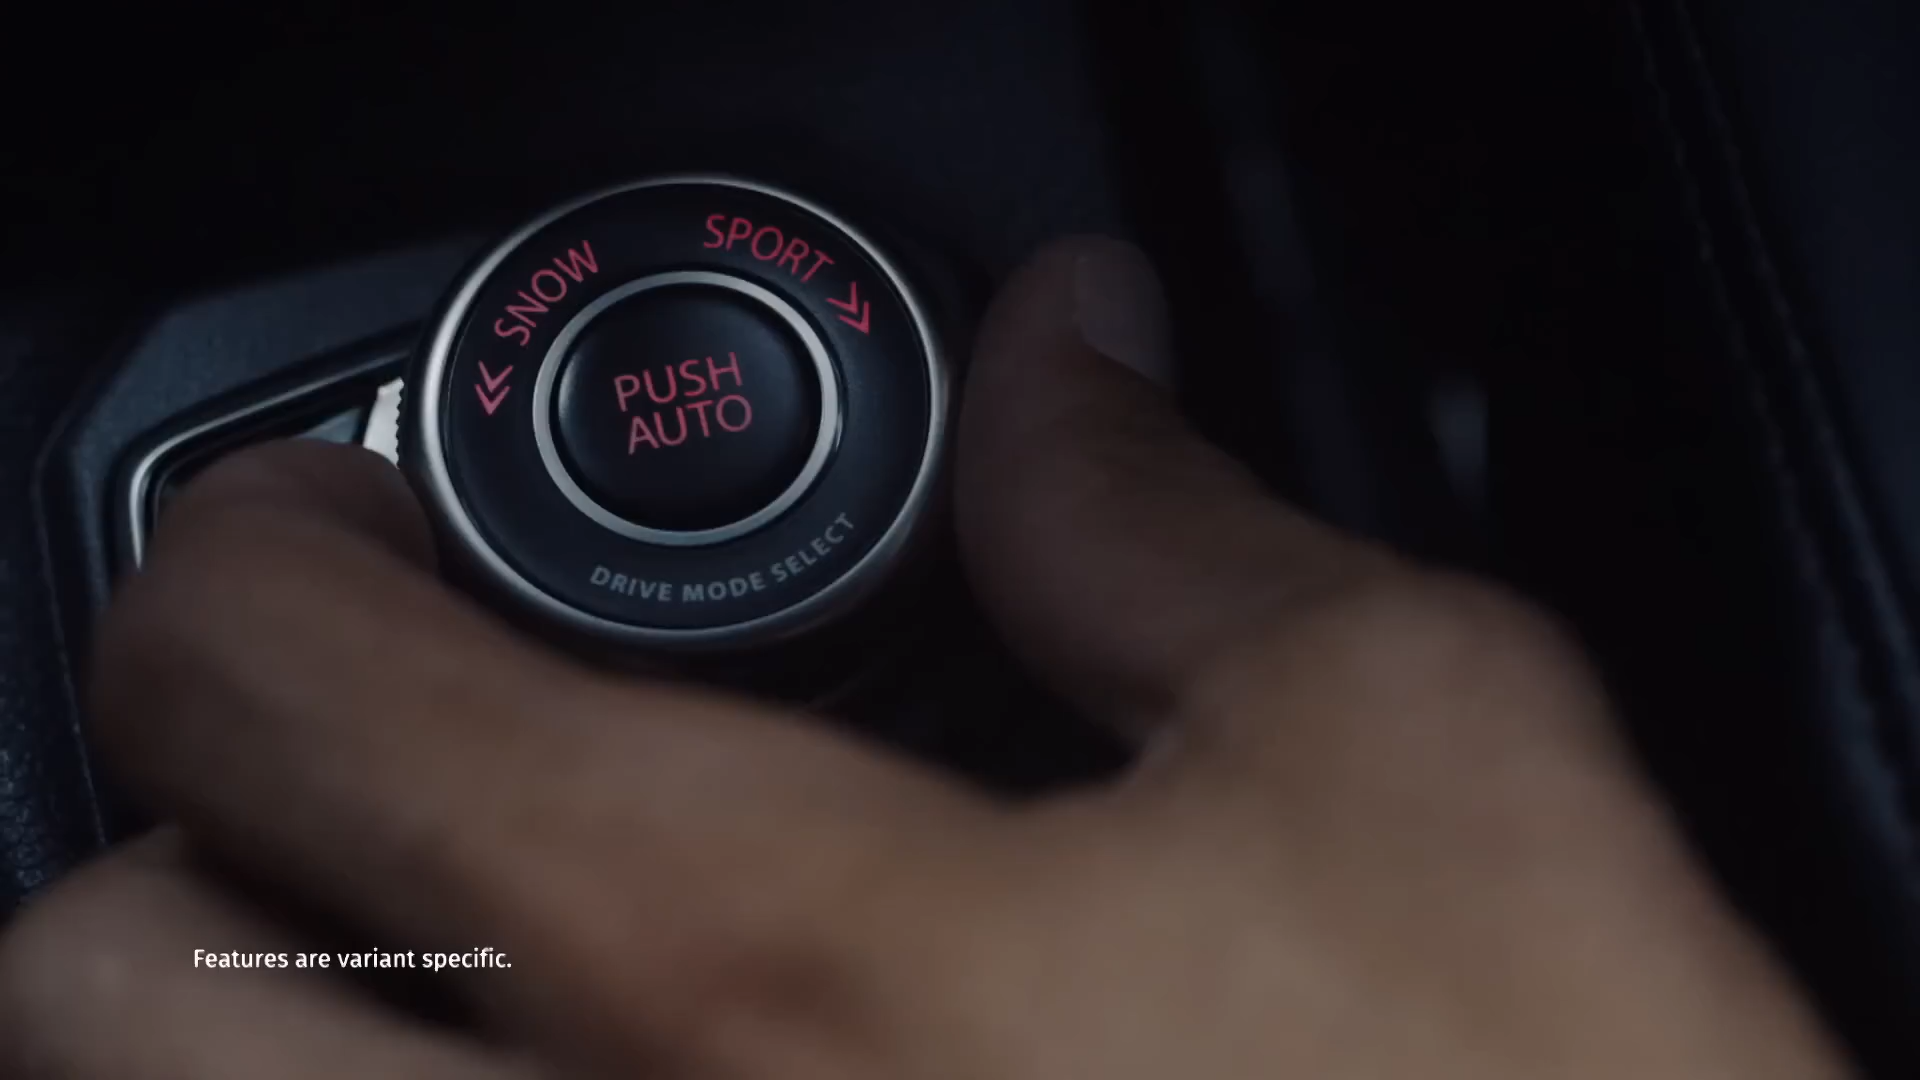 SNOW
SPORT
PUSH
AUTO
DRIVE MODE SELECT
Features are variant specific.